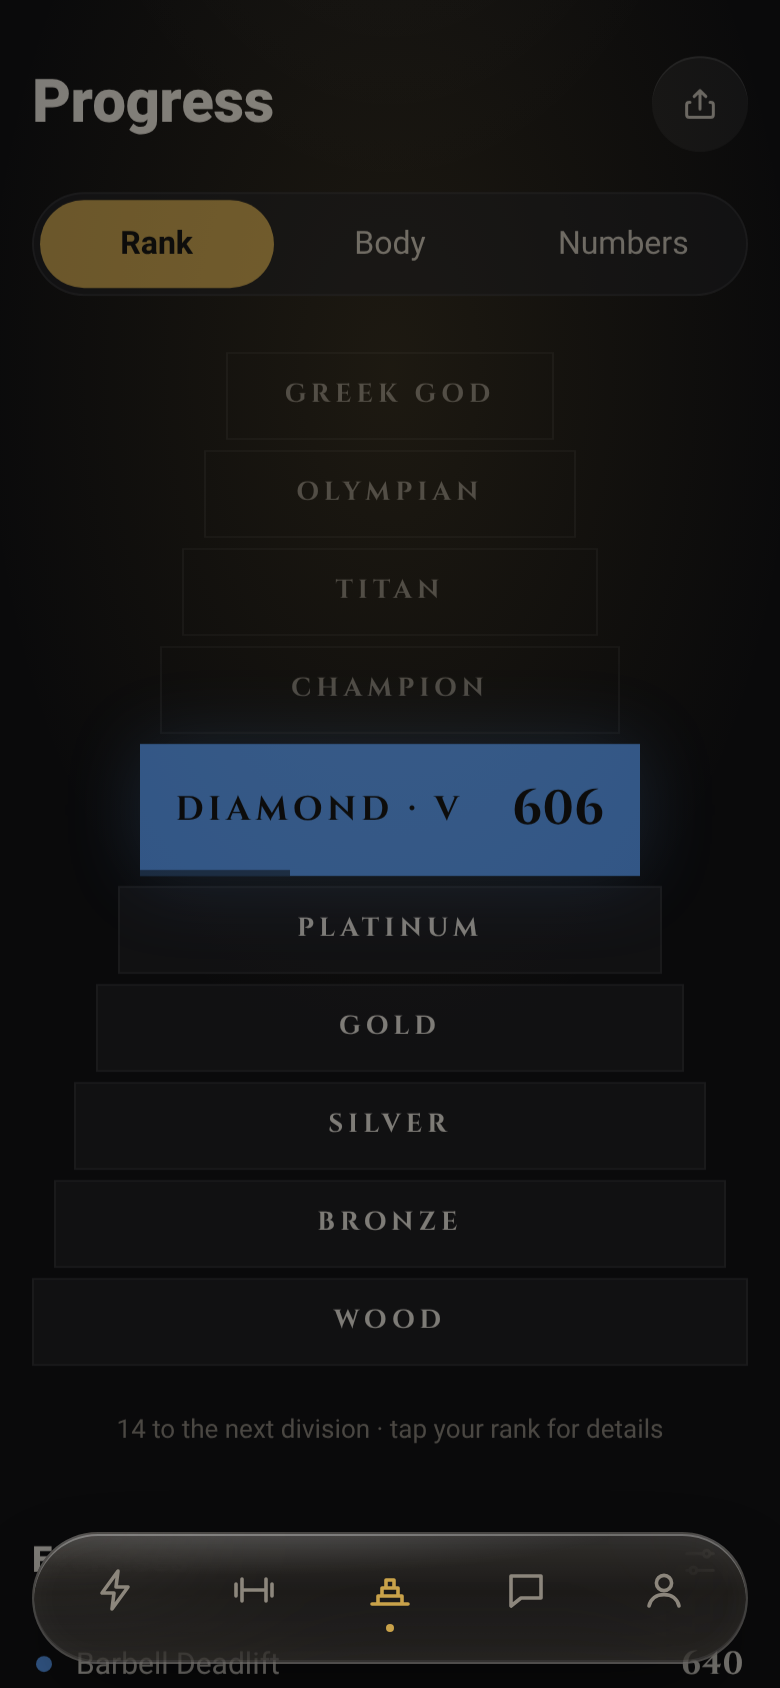 Progress
Rank Body Numbers
GREEK GOD
OLYMPIAN
TITAN
CHAMPION
DIAMOND · V 606
PLATINUM
GOLD
SILVER
BRONZE
WOOD
14 to the next division · tap your rank for details
Barbell Deadlift 640